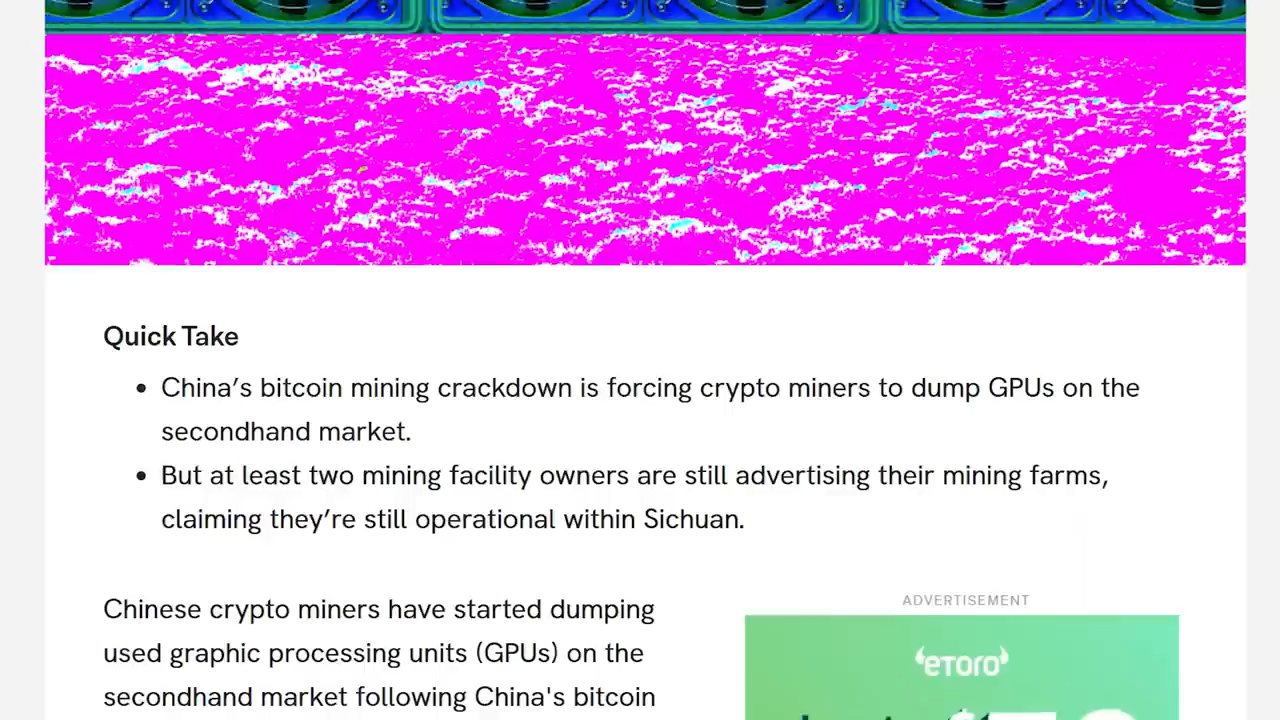 Quick Take
• China’s bitcoin mining crackdown is forcing crypto miners to dump GPUs on the
secondhand market.
• But at least two mining facility owners are still advertising their mining farms,
claiming they’re still operational within Sichuan.
Chinese crypto miners have started dumping
used graphic processing units (GPUs) on the
secondhand market following China's bitcoin
ADVERTISEMENT
eToro